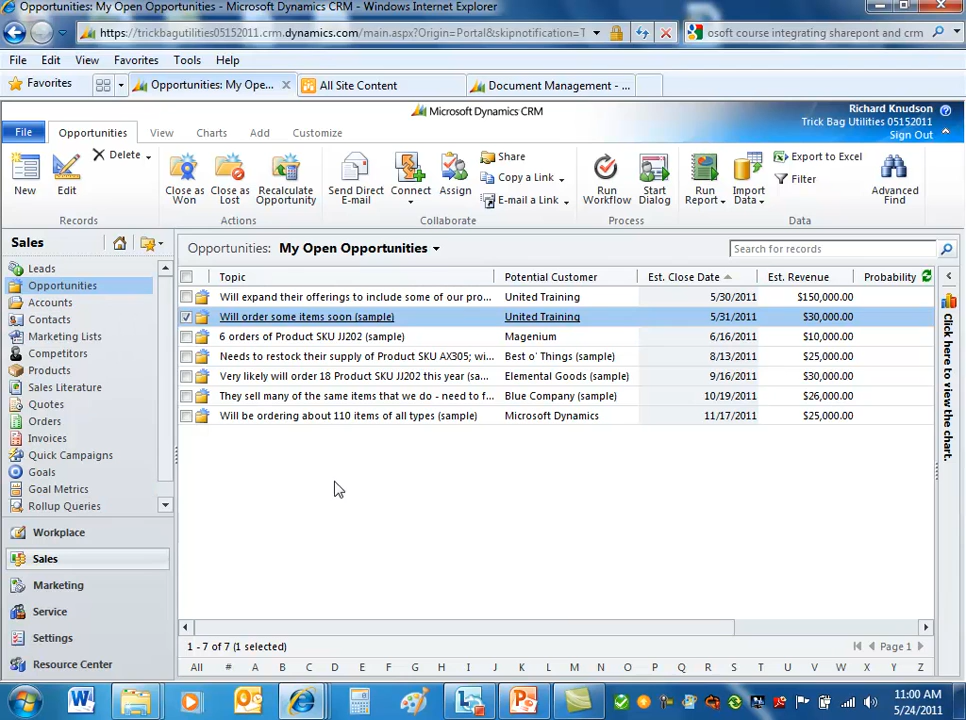 Opportunities: My Open Opportunities - Microsoft Dynamics CRM - Windows Internet Explorer
https://trickbagutilities05152011.crm.dynamics.com/main.aspx?Origin=Portal&skipnotification=T
osoft course integrating sharepont and crm
File Edit View Favorites Tools Help
Favorites
Opportunities: My Ope...
All Site Content
Document Management - ...
Microsoft Dynamics CRM
Richard Knudson
Trick Bag Utilities 05152011
Sign Out
File Opportunities View Charts Add Customize
New
Edit
Delete
Close as Won
Close as Lost
Recalculate Opportunity
Send Direct E-mail
Connect
Assign
Share
Copy a Link
E-mail a Link
Run Workflow
Start Dialog
Run Report
Import Data
Export to Excel
Filter
Advanced Find
Records Actions Collaborate Process Data
Sales
Leads
Opportunities
Accounts
Contacts
Marketing Lists
Competitors
Products
Sales Literature
Quotes
Orders
Invoices
Quick Campaigns
Goals
Goal Metrics
Rollup Queries
Workplace
Sales
Marketing
Service
Settings
Resource Center
Opportunities: My Open Opportunities
Search for records
Topic Potential Customer Est. Close Date Est. Revenue Probability
Will expand their offerings to include some of our pro... United Training 5/30/2011 $150,000.00
Will order some items soon (sample) United Training 5/31/2011 $30,000.00
6 orders of Product SKU JJ202 (sample) Magenium 6/16/2011 $10,000.00
Needs to restock their supply of Product SKU AX305; wi... Best o' Things (sample) 8/13/2011 $25,000.00
Very likely will order 18 Product SKU JJ202 this year (sa... Elemental Goods (sample) 9/16/2011 $30,000.00
They sell many of the same items that we do - need to f... Blue Company (sample) 10/19/2011 $26,000.00
Will be ordering about 110 items of all types (sample) Microsoft Dynamics 11/17/2011 $25,000.00
Click here to view the chart.
1 - 7 of 7 (1 selected)
Page 1
All # A B C D E F G H I J K L M N O P Q R S T U V W X Y Z
11:00 AM
5/24/2011